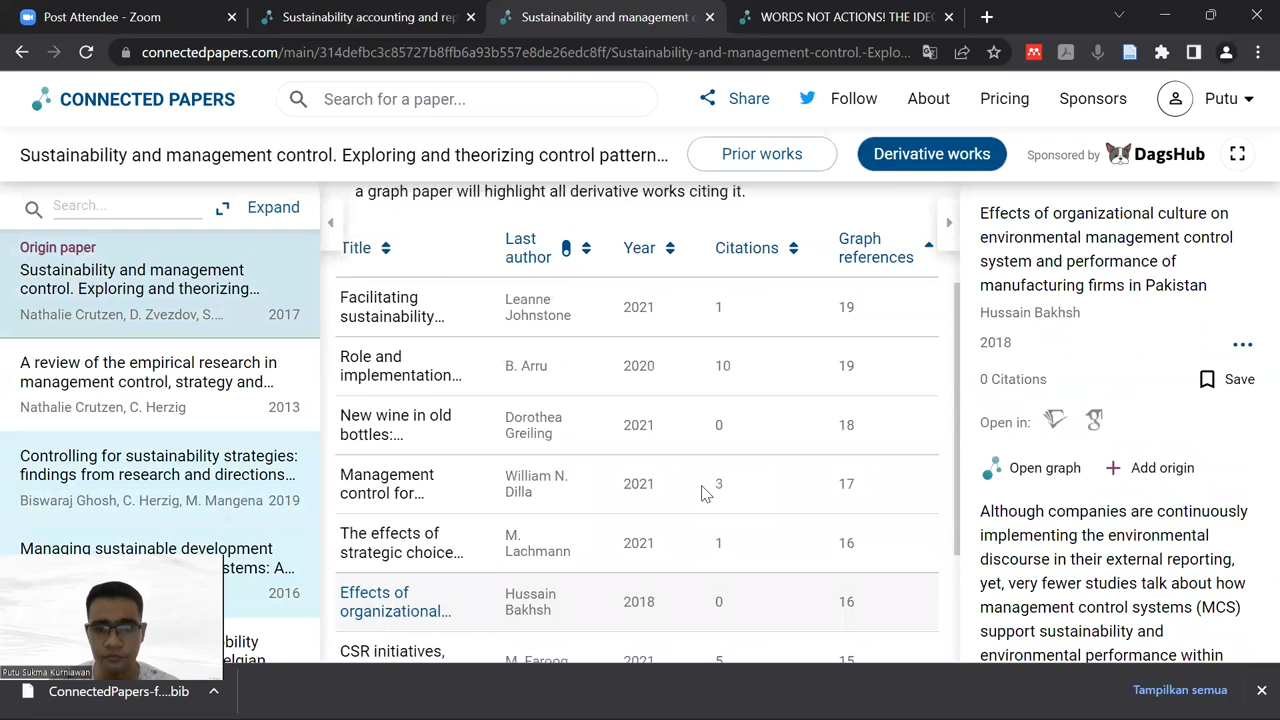 Post Attendee - Zoom
Sustainability accounting and rep
Sustainability and management c
WORDS NOT ACTIONS! THE IDEC
connectedpapers.com/main/314defbc3c85727b8ffb6a93b557e8de26edc8ff/Sustainability-and-management-control.-Explo...
CONNECTED PAPERS
Search for a paper...
Share
Follow
About
Pricing
Sponsors
Putu
Sustainability and management control. Exploring and theorizing control pattern...
Prior works
Derivative works
Sponsored by DagsHub
Search...
Expand
Origin paper
Sustainability and management
control. Exploring and theorizing...
Nathalie Crutzen, D. Zvezdov, S.... 2017
A review of the empirical research in
management control, strategy and...
Nathalie Crutzen, C. Herzig 2013
Controlling for sustainability strategies:
findings from research and directions...
Biswaraj Ghosh, C. Herzig, M. Mangena 2019
Managing sustainable development
stems: A...
2016
bility
elgian
Putu Sukma Kurniawan
a graph paper will highlight all derivative works citing it.
Title Last author Year Citations Graph references
Facilitating sustainability... Leanne Johnstone 2021 1 19
Role and implementation... B. Arru 2020 10 19
New wine in old bottles:... Dorothea Greiling 2021 0 18
Management control for... William N. Dilla 2021 3 17
The effects of strategic choice... M. Lachmann 2021 1 16
Effects of organizational... Hussain Bakhsh 2018 0 16
CSR initiatives, M. Farooq 2021 5 15
Effects of organizational culture on
environmental management control
system and performance of
manufacturing firms in Pakistan
Hussain Bakhsh
2018
0 Citations
Save
Open in:
Open graph
Add origin
Although companies are continuously
implementing the environmental
discourse in their external reporting,
yet, very fewer studies talk about how
management control systems (MCS)
support sustainability and
environmental performance within
ConnectedPapers-f....bib
Tampilkan semua